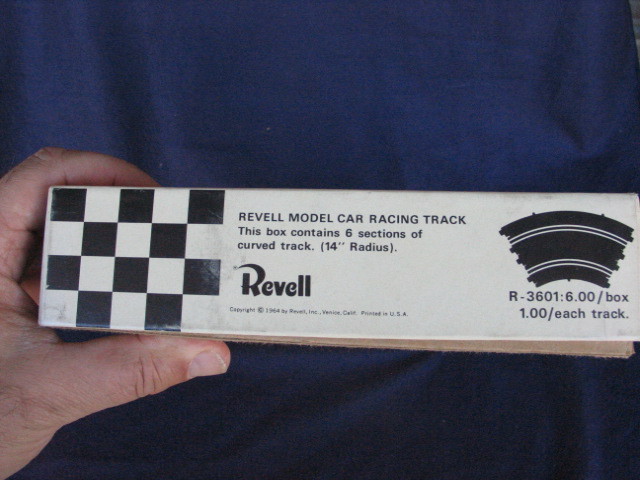 REVELL MODEL CAR RACING TRACK
This box contains 6 sections of
curved track. (14" Radius).
Revell
Copyright © 1964 by Revell, Inc., Venice, Calif. Printed in U.S.A.
R-3601:6.00/box
1.00/each track.